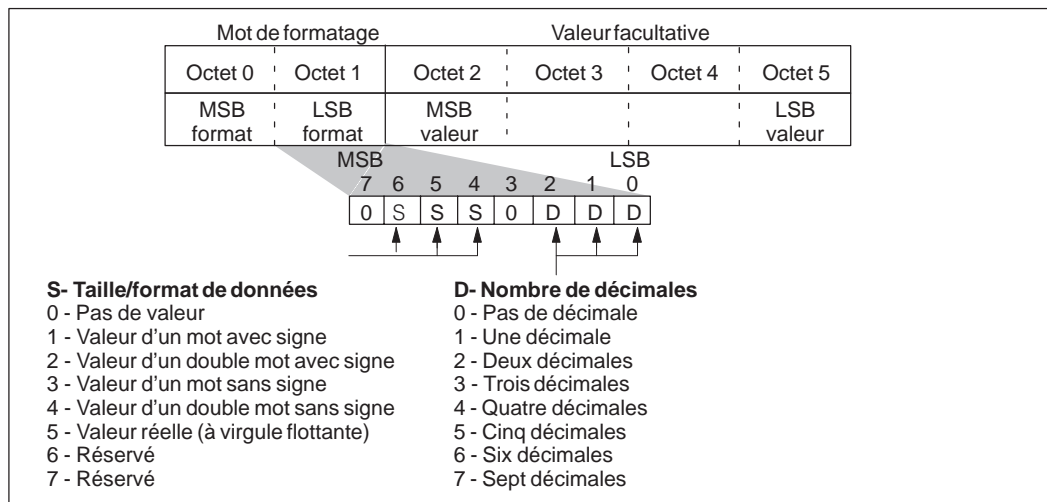 Mot de formatage Valeur facultative
Octet 0 Octet 1 Octet 2 Octet 3 Octet 4 Octet 5
MSB LSB MSB LSB
format format valeur valeur
MSB LSB
7 6 5 4 3 2 1 0
0 S S S 0 D D D
S- Taille/format de données
0 - Pas de valeur
1 - Valeur d'un mot avec signe
2 - Valeur d'un double mot avec signe
3 - Valeur d'un mot sans signe
4 - Valeur d'un double mot sans signe
5 - Valeur réelle (à virgule flottante)
6 - Réservé
7 - Réservé
D- Nombre de décimales
0 - Pas de décimale
1 - Une décimale
2 - Deux décimales
3 - Trois décimales
4 - Quatre décimales
5 - Cinq décimales
6 - Six décimales
7 - Sept décimales